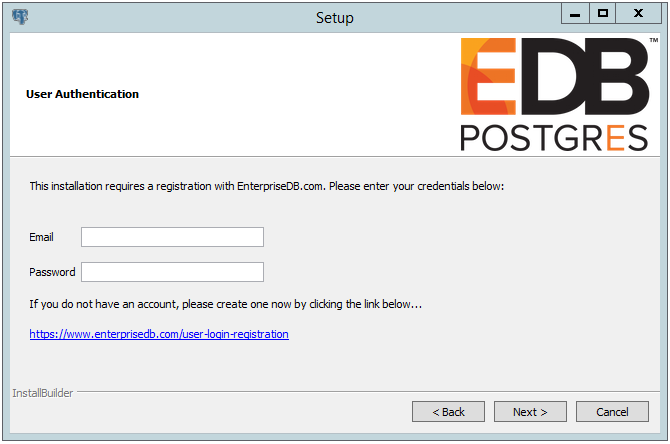 Setup
EDB™
POSTGRES
User Authentication
This installation requires a registration with EnterpriseDB.com. Please enter your credentials below:
Email
Password
If you do not have an account, please create one now by clicking the link below...
https://www.enterprisedb.com/user-login-registration
InstallBuilder
< Back Next > Cancel